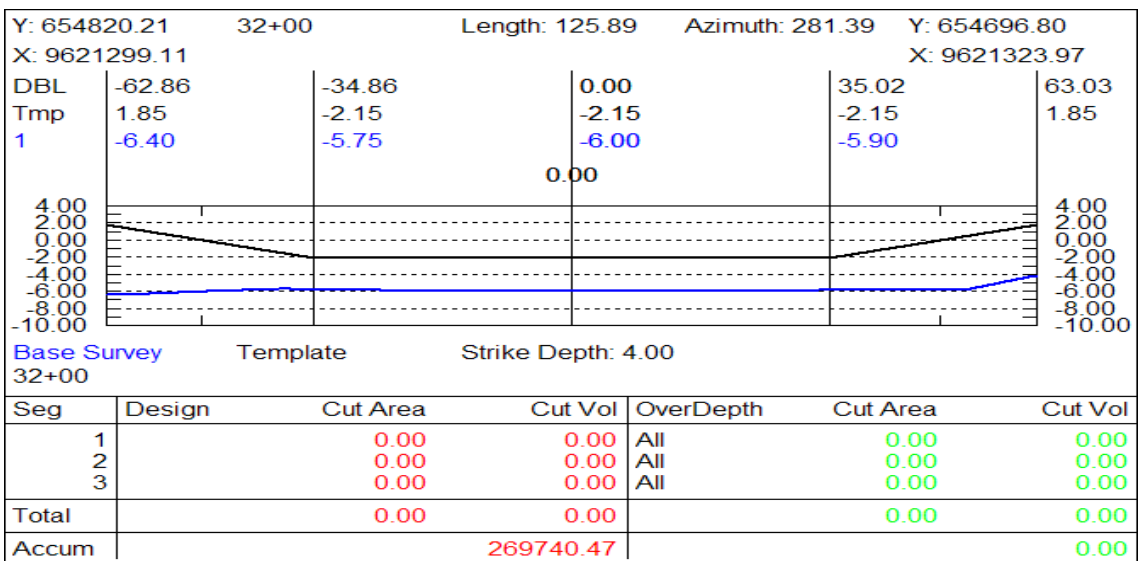 Y: 654820.21 32+00 Length: 125.89 Azimuth: 281.39 Y: 654696.80
X: 9621299.11 X: 9621323.97
DBL -62.86 -34.86 0.00 35.02 63.03
Tmp 1.85 -2.15 -2.15 -2.15 1.85
1 -6.40 -5.75 -6.00 -5.90
0.00
4.00 4.00
2.00 2.00
0.00 0.00
-2.00 -2.00
-4.00 -4.00
-6.00 -6.00
-8.00 -8.00
-10.00 -10.00
Base Survey Template Strike Depth: 4.00
32+00
Seg Design Cut Area Cut Vol OverDepth Cut Area Cut Vol
1 0.00 0.00 All 0.00 0.00
2 0.00 0.00 All 0.00 0.00
3 0.00 0.00 All 0.00 0.00
Total 0.00 0.00 0.00 0.00
Accum 269740.47 0.00